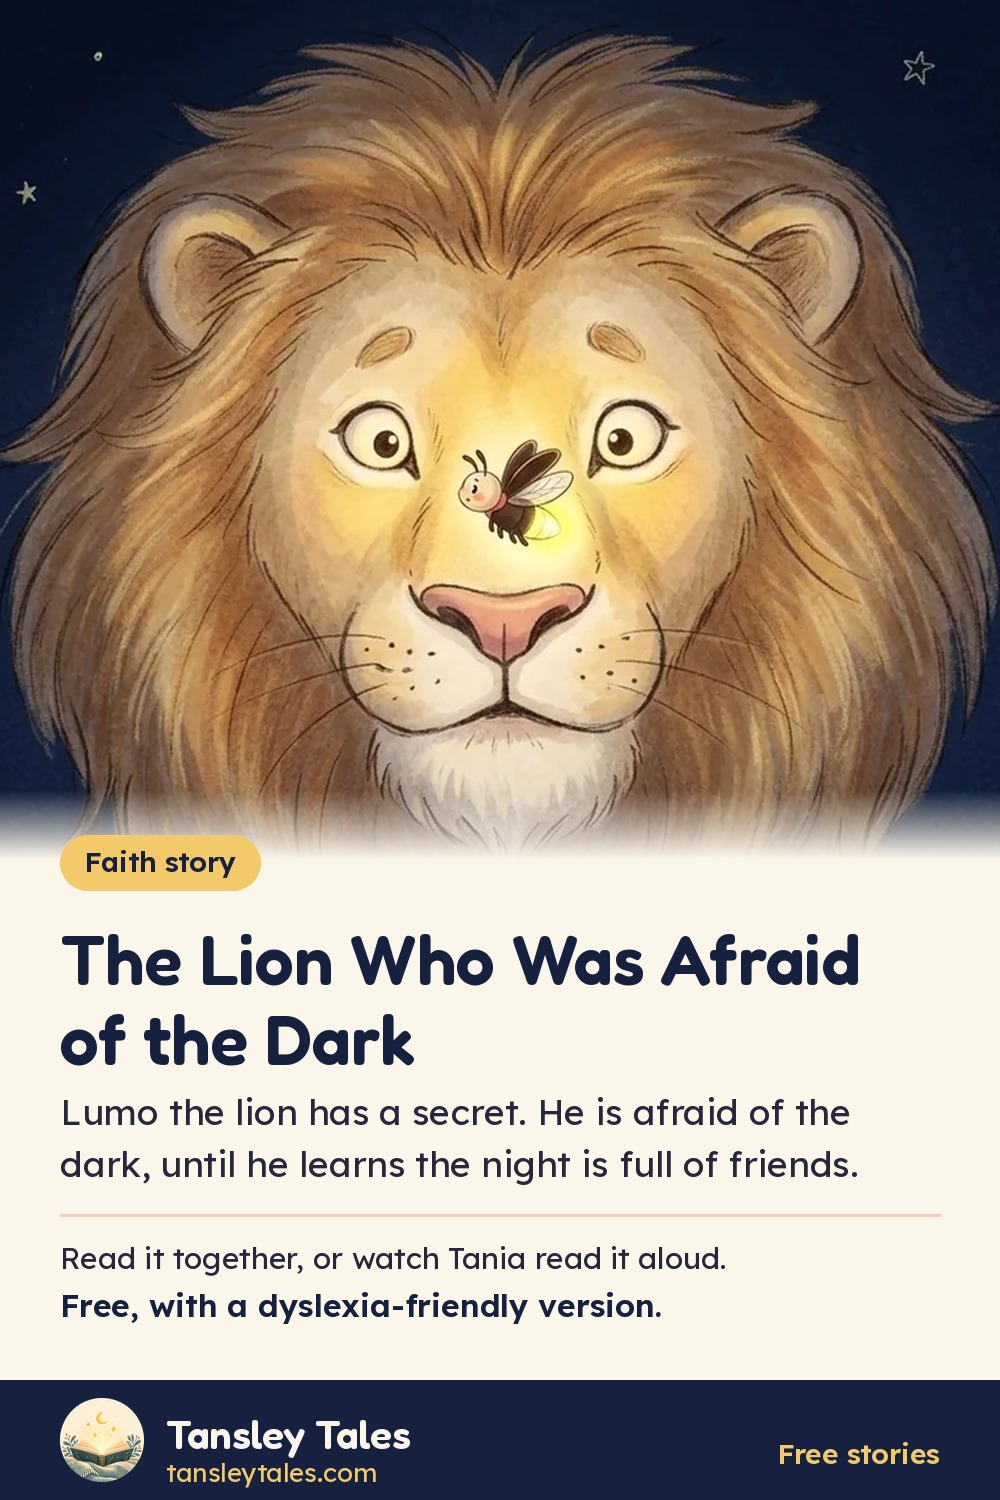 Faith story
The Lion Who Was Afraid
of the Dark
Lumo the lion has a secret. He is afraid of the
dark, until he learns the night is full of friends.
Read it together, or watch Tania read it aloud.
Free, with a dyslexia-friendly version.
Tansley Tales
tansleytales.com
Free stories